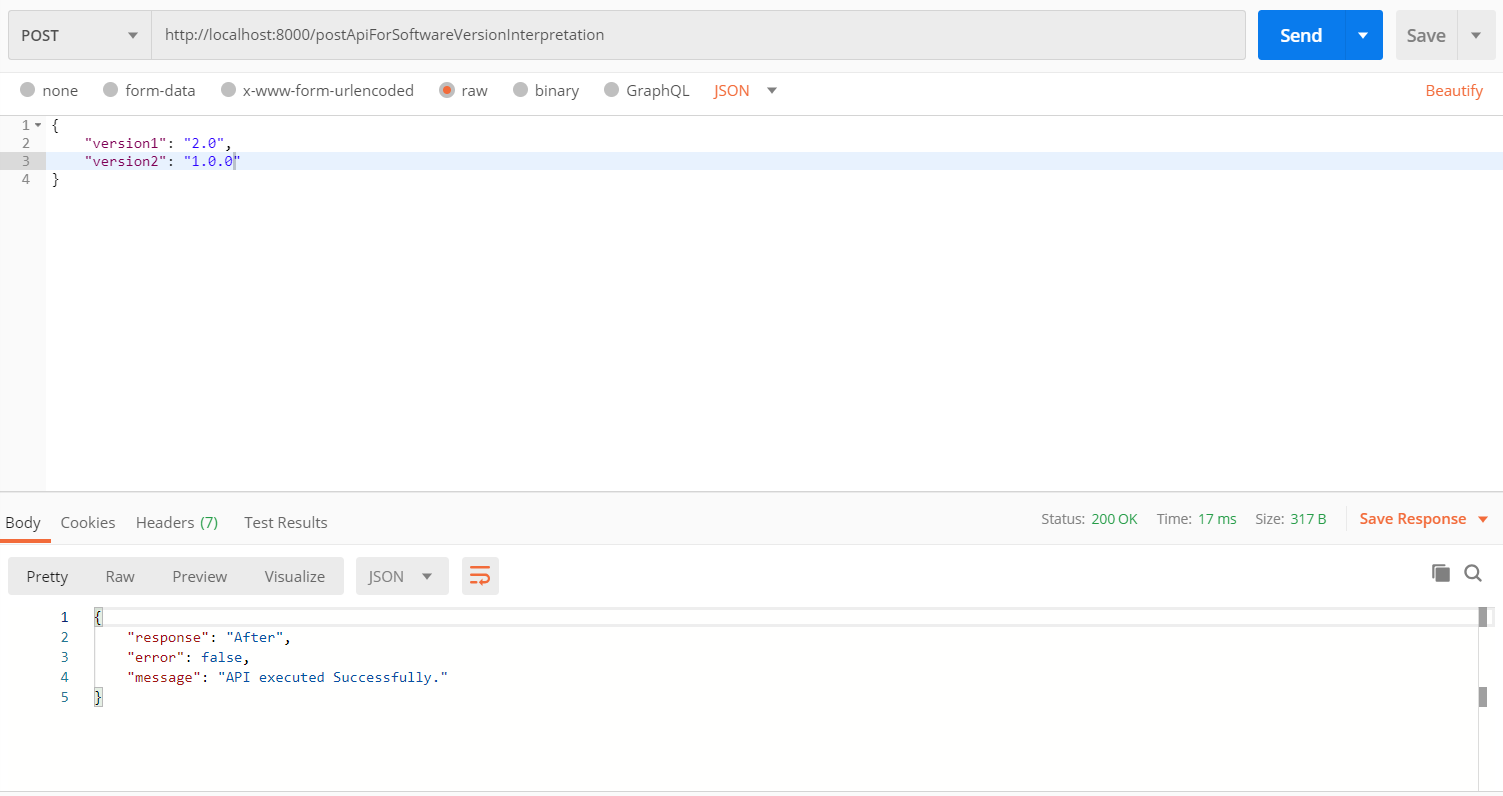 POST http://localhost:8000/postApiForSoftwareVersionInterpretation Send Save
none form-data x-www-form-urlencoded raw binary GraphQL JSON Beautify
1 {
2 "version1": "2.0",
3 "version2": "1.0.0"
4 }
Body Cookies Headers (7) Test Results Status: 200 OK Time: 17 ms Size: 317 B Save Response
Pretty Raw Preview Visualize JSON
1 {
2 "response": "After",
3 "error": false,
4 "message": "API executed Successfully."
5 }